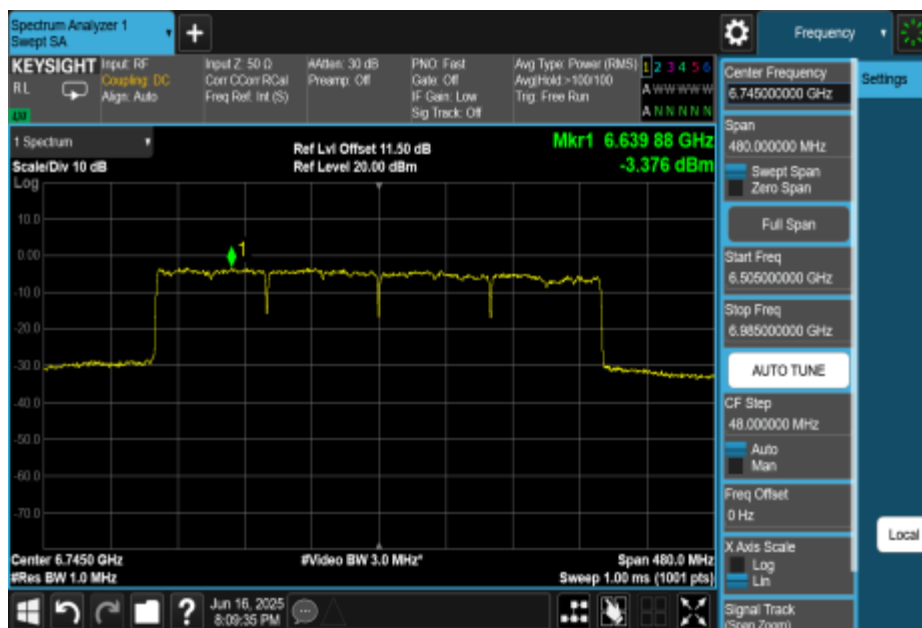 Spectrum Analyzer 1
Swept SA
+
Frequency
KEYSIGHT
RL
Input: RF
Coupling: DC
Align: Auto
Input Z: 50 Ω
Corr CCorr RCal
Freq Ref: Int (S)
#Atten: 30 dB
Preamp: Off
PNO: Fast
Gate: Off
IF Gain: Low
Sig Track: Off
Avg Type: Power (RMS)
Avg|Hold:>100/100
Trig: Free Run
1 2 3 4 5 6
A W W W W W
A N N N N N
1 Spectrum
Scale/Div 10 dB
Log
Ref Lvl Offset 11.50 dB
Ref Level 20.00 dBm
Mkr1 6.639 88 GHz
-3.376 dBm
1
10.0
0.00
-10.0
-20.0
-30.0
-40.0
-50.0
-60.0
-70.0
Center 6.7450 GHz
#Res BW 1.0 MHz
#Video BW 3.0 MHz*
Span 480.0 MHz
Sweep 1.00 ms (1001 pts)
?
Jun 16, 2025
8:09:35 PM
Center Frequency
6.745000000 GHz
Span
480.000000 MHz
Swept Span
Zero Span
Full Span
Start Freq
6.505000000 GHz
Stop Freq
6.985000000 GHz
AUTO TUNE
CF Step
48.000000 MHz
Auto
Man
Freq Offset
0 Hz
X Axis Scale
Log
Lin
Signal Track
(Span Zoom)
Settings
Local